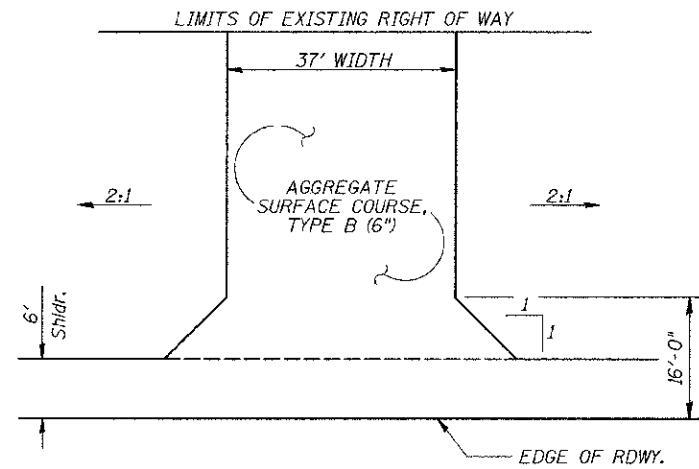 LIMITS OF EXISTING RIGHT OF WAY
37' WIDTH
AGGREGATE
SURFACE COURSE,
TYPE B (6")
2:1
2:1
6'
Shldr.
1
1
16'-0"
EDGE OF RDWY.